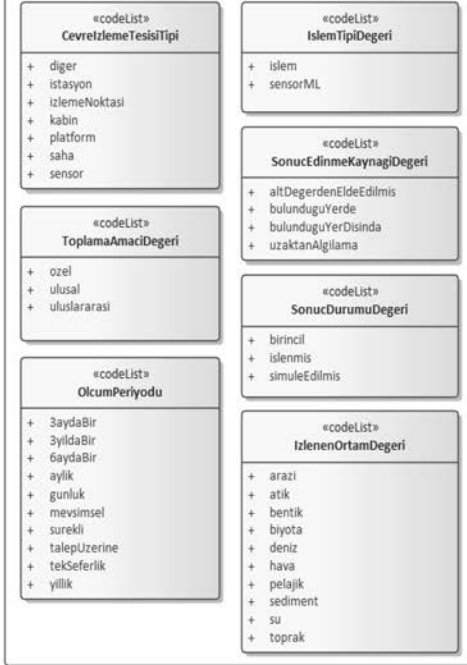 «codeList»
CevreIzlemeTesisiTipi
+ diger
+ istasyon
+ izlemeNoktasi
+ kabin
+ platform
+ saha
+ sensor
«codeList»
ToplamaAmaciDegeri
+ ozel
+ ulusal
+ uluslararasi
«codeList»
OlcumPeriyodu
+ 3aydaBir
+ 3yildaBir
+ 6aydaBir
+ aylik
+ gunluk
+ mevsimsel
+ surekli
+ talepUzerine
+ tekSeferlik
+ yillik
«codeList»
IslemTipiDegeri
+ islem
+ sensorML
«codeList»
SonucEdinmeKaynagiDegeri
+ altDegerdenEldeEdilmis
+ bulunduguYerde
+ bulunduguYerDisinda
+ uzaktanAlgilama
«codeList»
SonucDurumuDegeri
+ birincil
+ islenmis
+ simuleEdilmis
«codeList»
IzlenenOrtamDegeri
+ arazi
+ atik
+ bentik
+ biyota
+ deniz
+ hava
+ pelajik
+ sediment
+ su
+ toprak